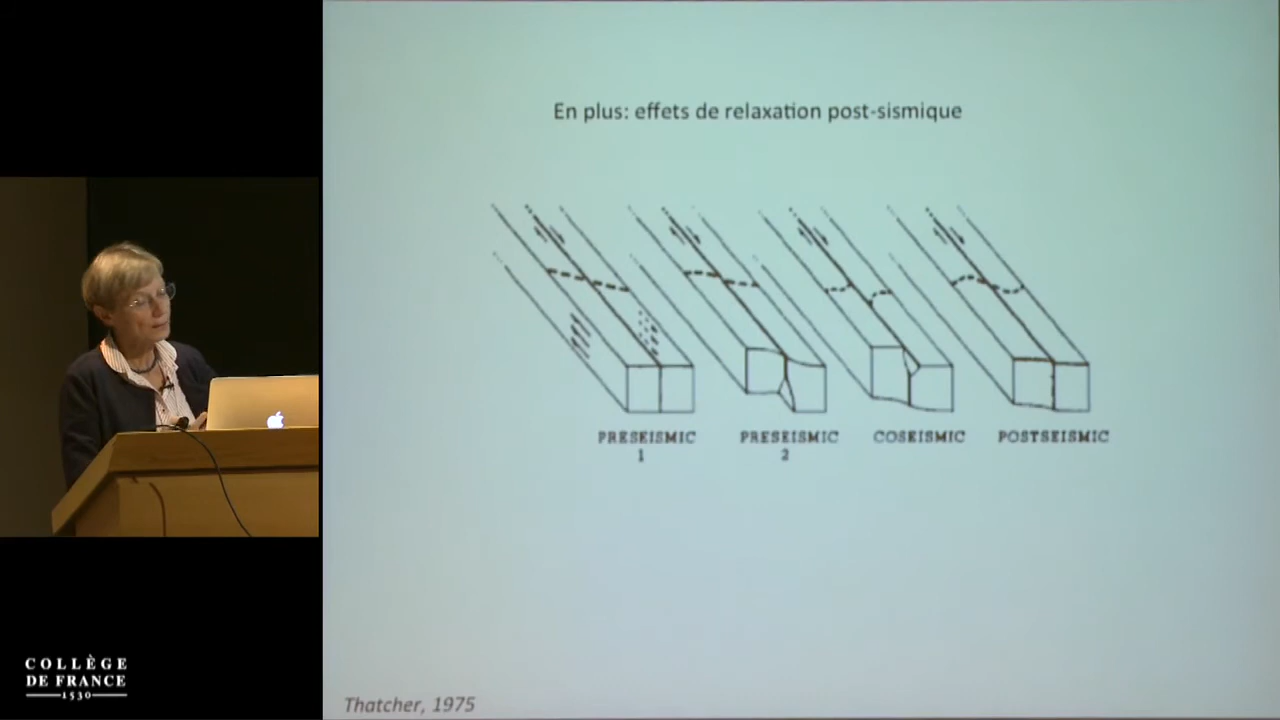 En plus: effets de relaxation post-sismique
PRESEISMIC
1
PRESEISMIC
2
COSEISMIC
POSTSEISMIC
Thatcher, 1975
COLLÈGE
DE FRANCE
1530